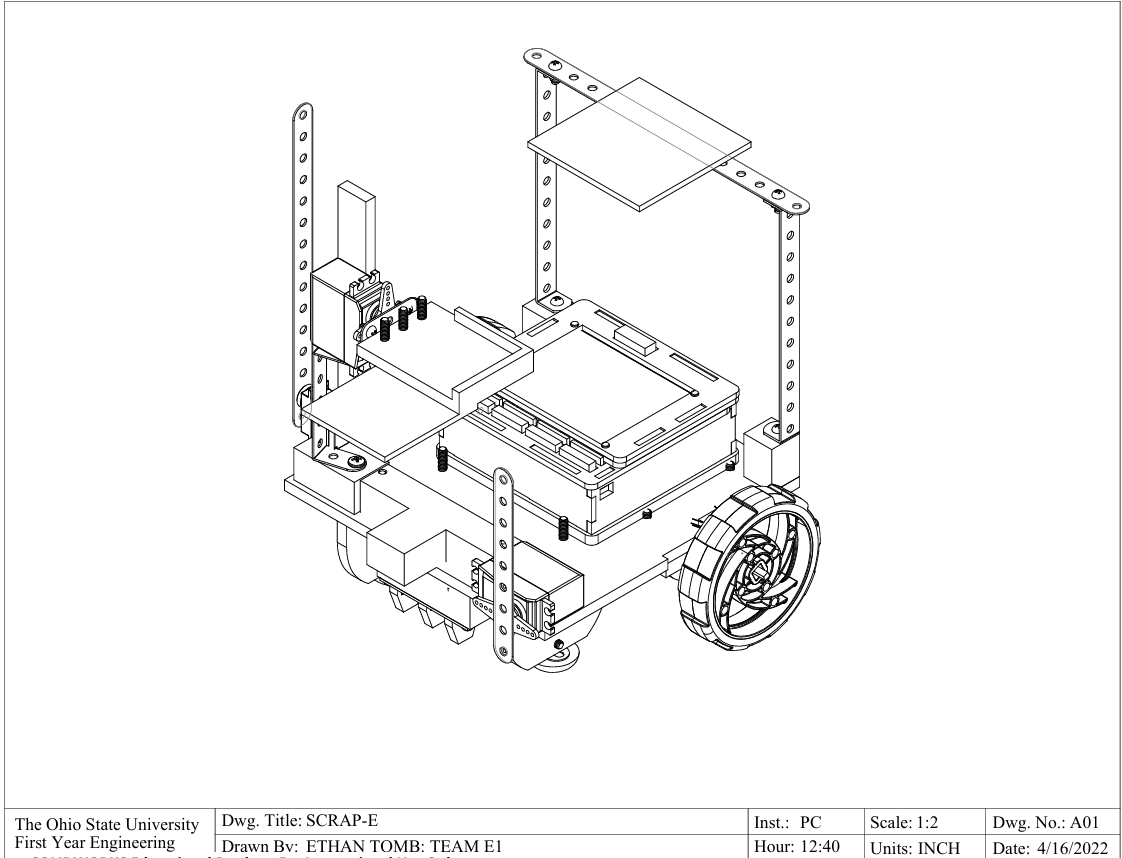 The Ohio State University
First Year Engineering
Dwg. Title: SCRAP-E
Drawn By: ETHAN TOMB: TEAM E1
Inst.: PC
Hour: 12:40
Scale: 1:2
Units: INCH
Dwg. No.: A01
Date: 4/16/2022